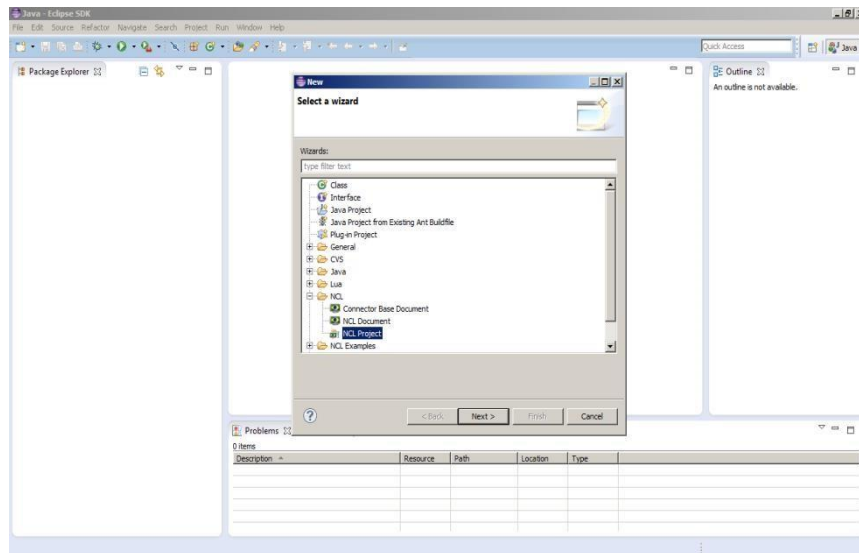 Java - Eclipse SDK
File Edit Source Refactor Navigate Search Project Run Window Help
Quick Access
Java
Package Explorer
Outline
An outline is not available.
New
Select a wizard
Wizards:
type filter text
Class
Interface
Java Project
Java Project from Existing Ant Buildfile
Plug-in Project
General
CVS
Java
Lua
NCL
Connector Base Document
NCL Document
NCL Project
NCL Examples
< Back Next > Finish Cancel
Problems
0 items
Description Resource Path Location Type